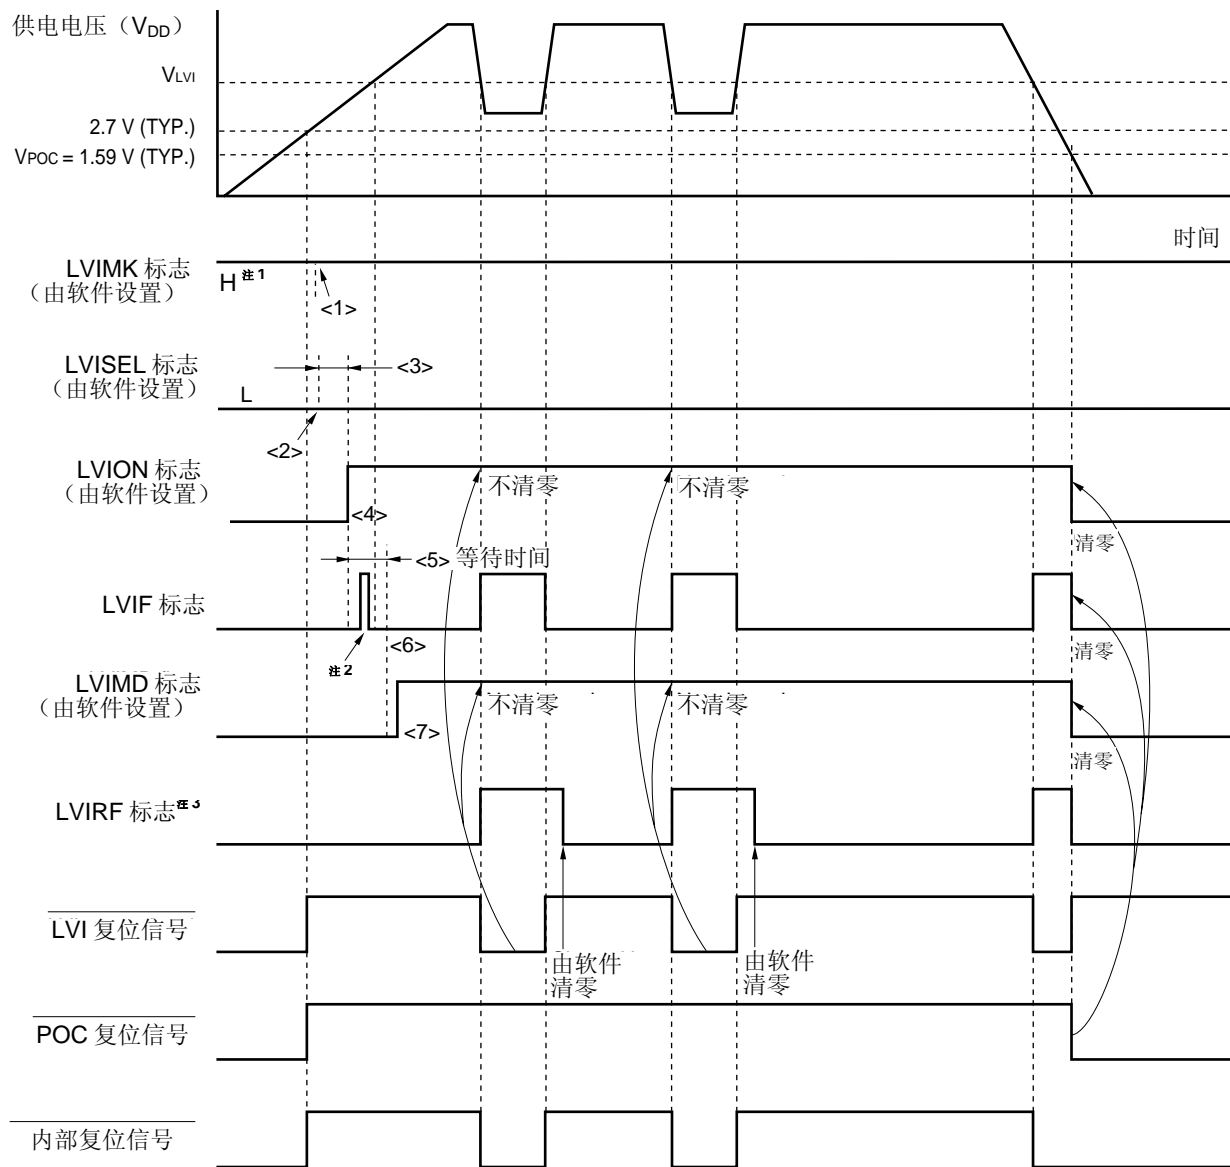 供电电压（VDD）
VLVI
2.7 V (TYP.)
VPOC = 1.59 V (TYP.)
时间
LVIMK 标志
（由软件设置）
H 注 1
<1>
LVISEL 标志
（由软件设置）
<3>
L
<2>
LVION 标志
（由软件设置）
不清零
不清零
<4>
清零
<5> 等待时间
LVIF 标志
<6>
注 2
清零
LVIMD 标志
（由软件设置）
不清零
不清零
<7>
清零
LVIRF 标志注 3
LVI 复位信号
由软件
清零
由软件
清零
POC 复位信号
内部复位信号